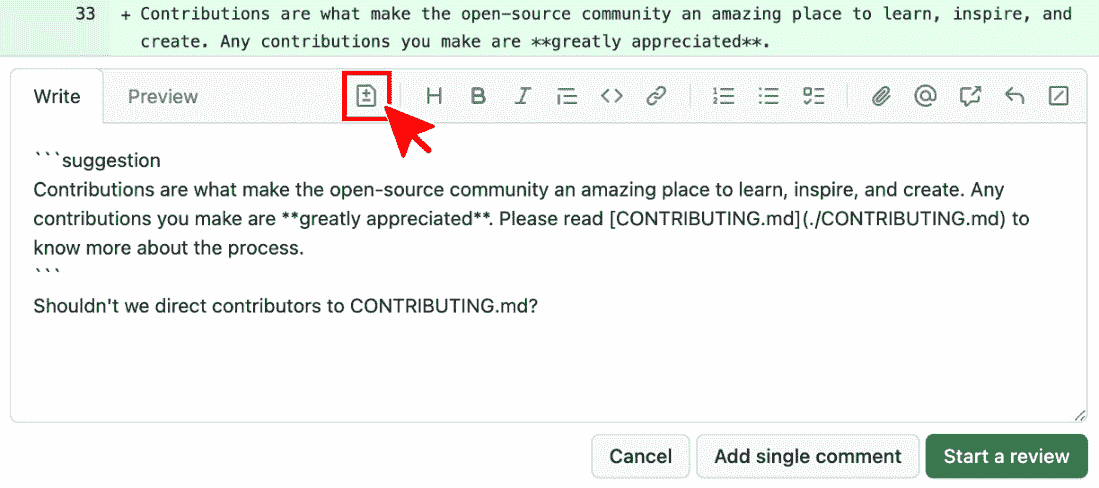 33 + Contributions are what make the open-source community an amazing place to learn, inspire, and
create. Any contributions you make are **greatly appreciated**.
Write Preview H B I <> @
```suggestion
Contributions are what make the open-source community an amazing place to learn, inspire, and create. Any
contributions you make are **greatly appreciated**. Please read [CONTRIBUTING.md](./CONTRIBUTING.md) to
know more about the process.
```
Shouldn't we direct contributors to CONTRIBUTING.md?
Cancel Add single comment Start a review